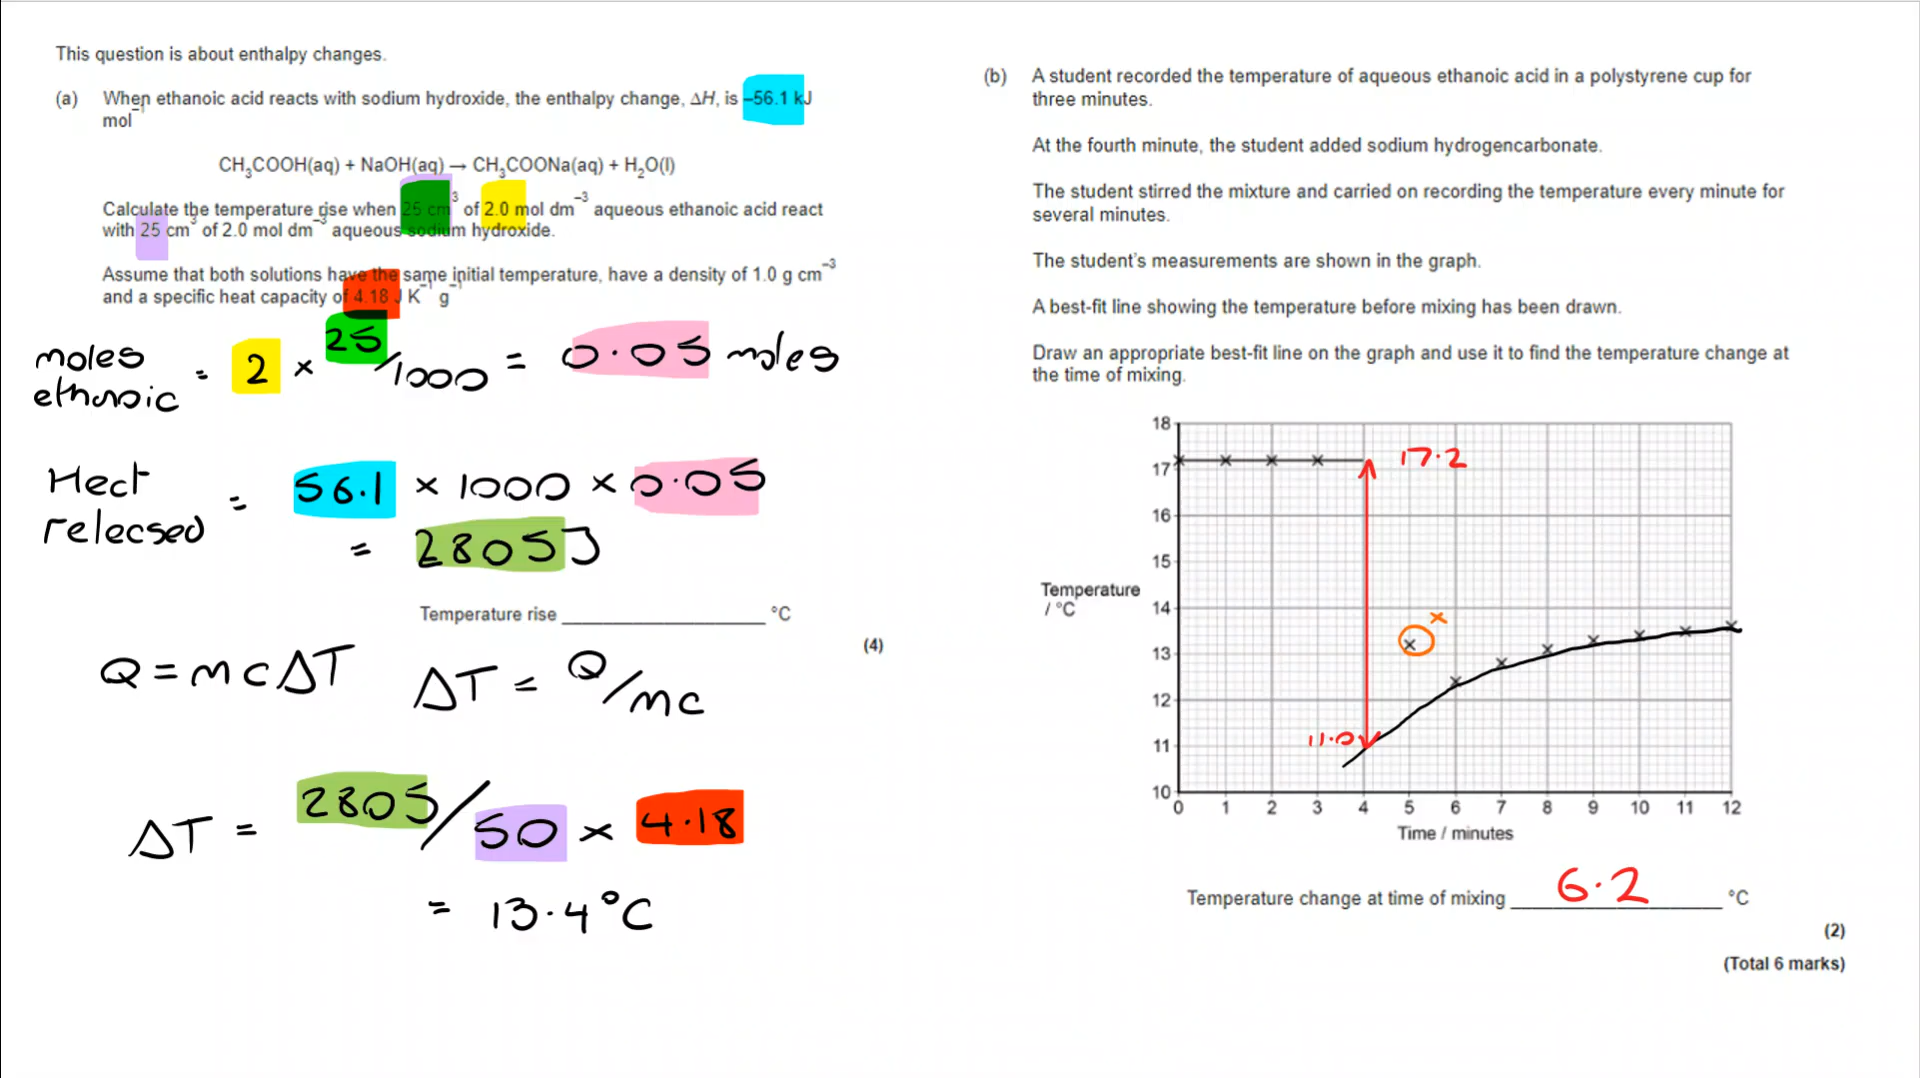 This question is about enthalpy changes.
(a) When ethanoic acid reacts with sodium hydroxide, the enthalpy change, ΔH, is –56.1 kJ
mol⁻¹
CH₃COOH(aq) + NaOH(aq) → CH₃COONa(aq) + H₂O(l)
Calculate the temperature rise when 25 cm³ of 2.0 mol dm⁻³ aqueous ethanoic acid react
with 25 cm³ of 2.0 mol dm⁻³ aqueous sodium hydroxide.
Assume that both solutions have the same initial temperature, have a density of 1.0 g cm⁻³
and a specific heat capacity of 4.18 J K⁻¹ g⁻¹
moles ethanoic = 2 × 25/1000 = 0.05 moles
Heat released = 56.1 × 1000 × 0.05
= 2805J
Temperature rise ____________________ °C
(4)
Q = mcΔT ΔT = Q/mc
ΔT = 2805/50 × 4.18
= 13.4°C
(b) A student recorded the temperature of aqueous ethanoic acid in a polystyrene cup for
three minutes.
At the fourth minute, the student added sodium hydrogencarbonate.
The student stirred the mixture and carried on recording the temperature every minute for
several minutes.
The student's measurements are shown in the graph.
A best-fit line showing the temperature before mixing has been drawn.
Draw an appropriate best-fit line on the graph and use it to find the temperature change at
the time of mixing.
18
17
17.2
16
15
Temperature
/ °C
14
×
13
12
11
11.0
10
0 1 2 3 4 5 6 7 8 9 10 11 12
Time / minutes
Temperature change at time of mixing 6.2 °C
(2)
(Total 6 marks)